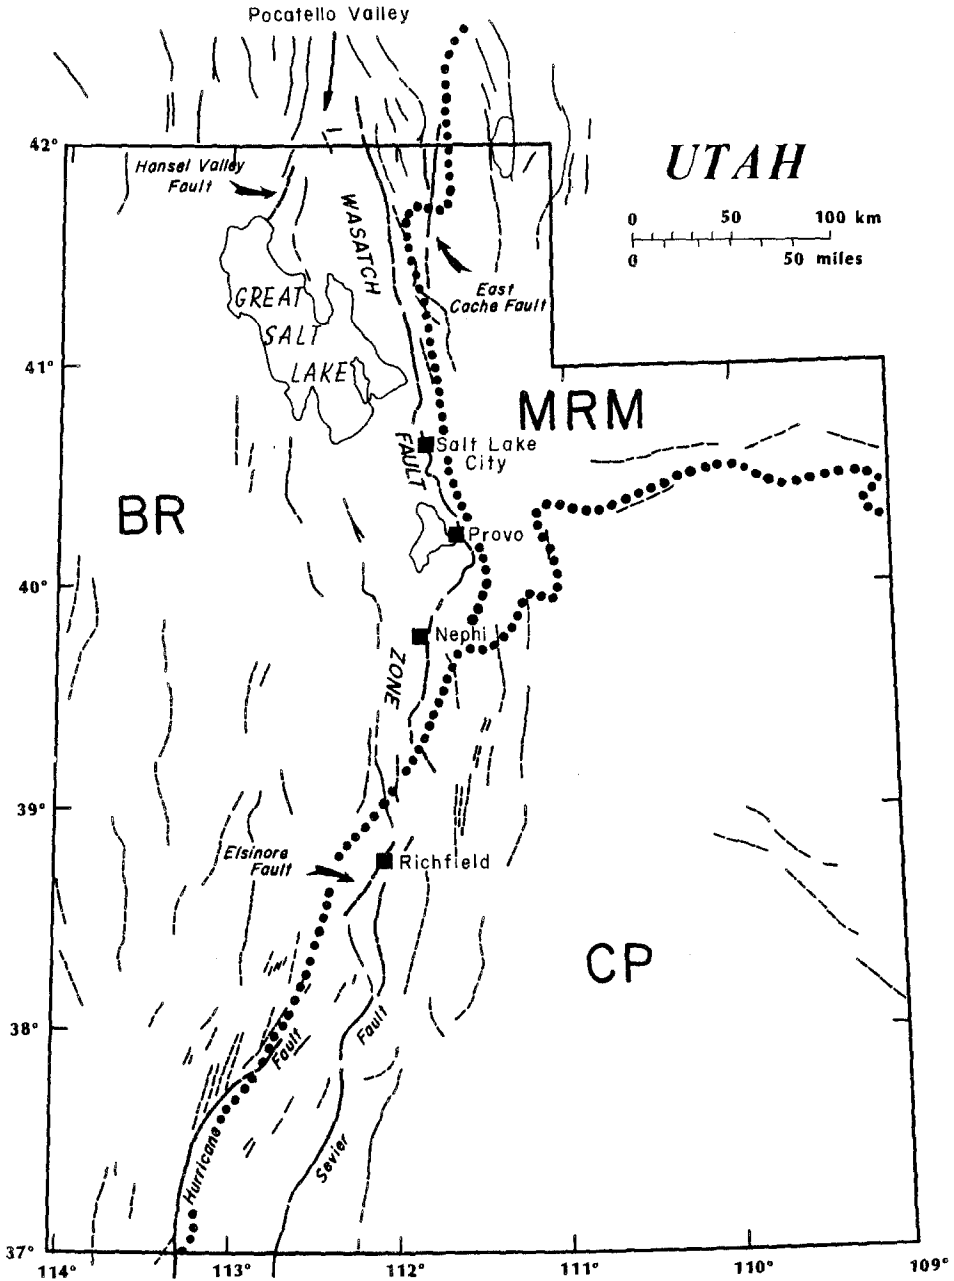 Pocatello Valley
42°
UTAH
Hansel Valley
Fault
0 50 100 km
0 50 miles
WASATCH
East
Cache Fault
GREAT
SALT
LAKE
41°
MRM
FAULT
Salt Lake
City
BR
Provo
40°
Nephi
ZONE
39°
Elsinore
Fault
Richfield
CP
38°
Fault
Fault
Hurricane
Sevier
37°
114° 113° 112° 111° 110° 109°